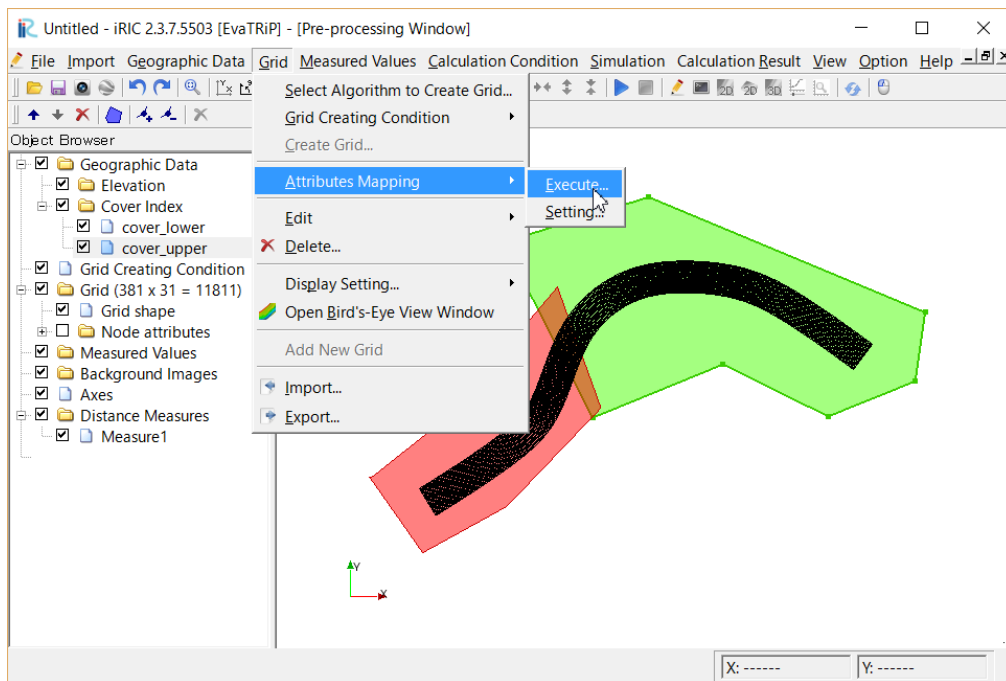 Untitled - iRIC 2.3.7.5503 [EvaTRiP] - [Pre-processing Window]
File Import Geographic Data Grid Measured Values Calculation Condition Simulation Calculation Result View Option Help
Object Browser
Geographic Data
Elevation
Cover Index
cover_lower
cover_upper
Grid Creating Condition
Grid (381 x 31 = 11811)
Grid shape
Node attributes
Measured Values
Background Images
Axes
Distance Measures
Measure1
Select Algorithm to Create Grid...
Grid Creating Condition
Create Grid...
Attributes Mapping
Edit
Delete...
Display Setting...
Open Bird's-Eye View Window
Add New Grid
Import...
Export...
Execute...
Setting...
Y
X
X: ------
Y: ------